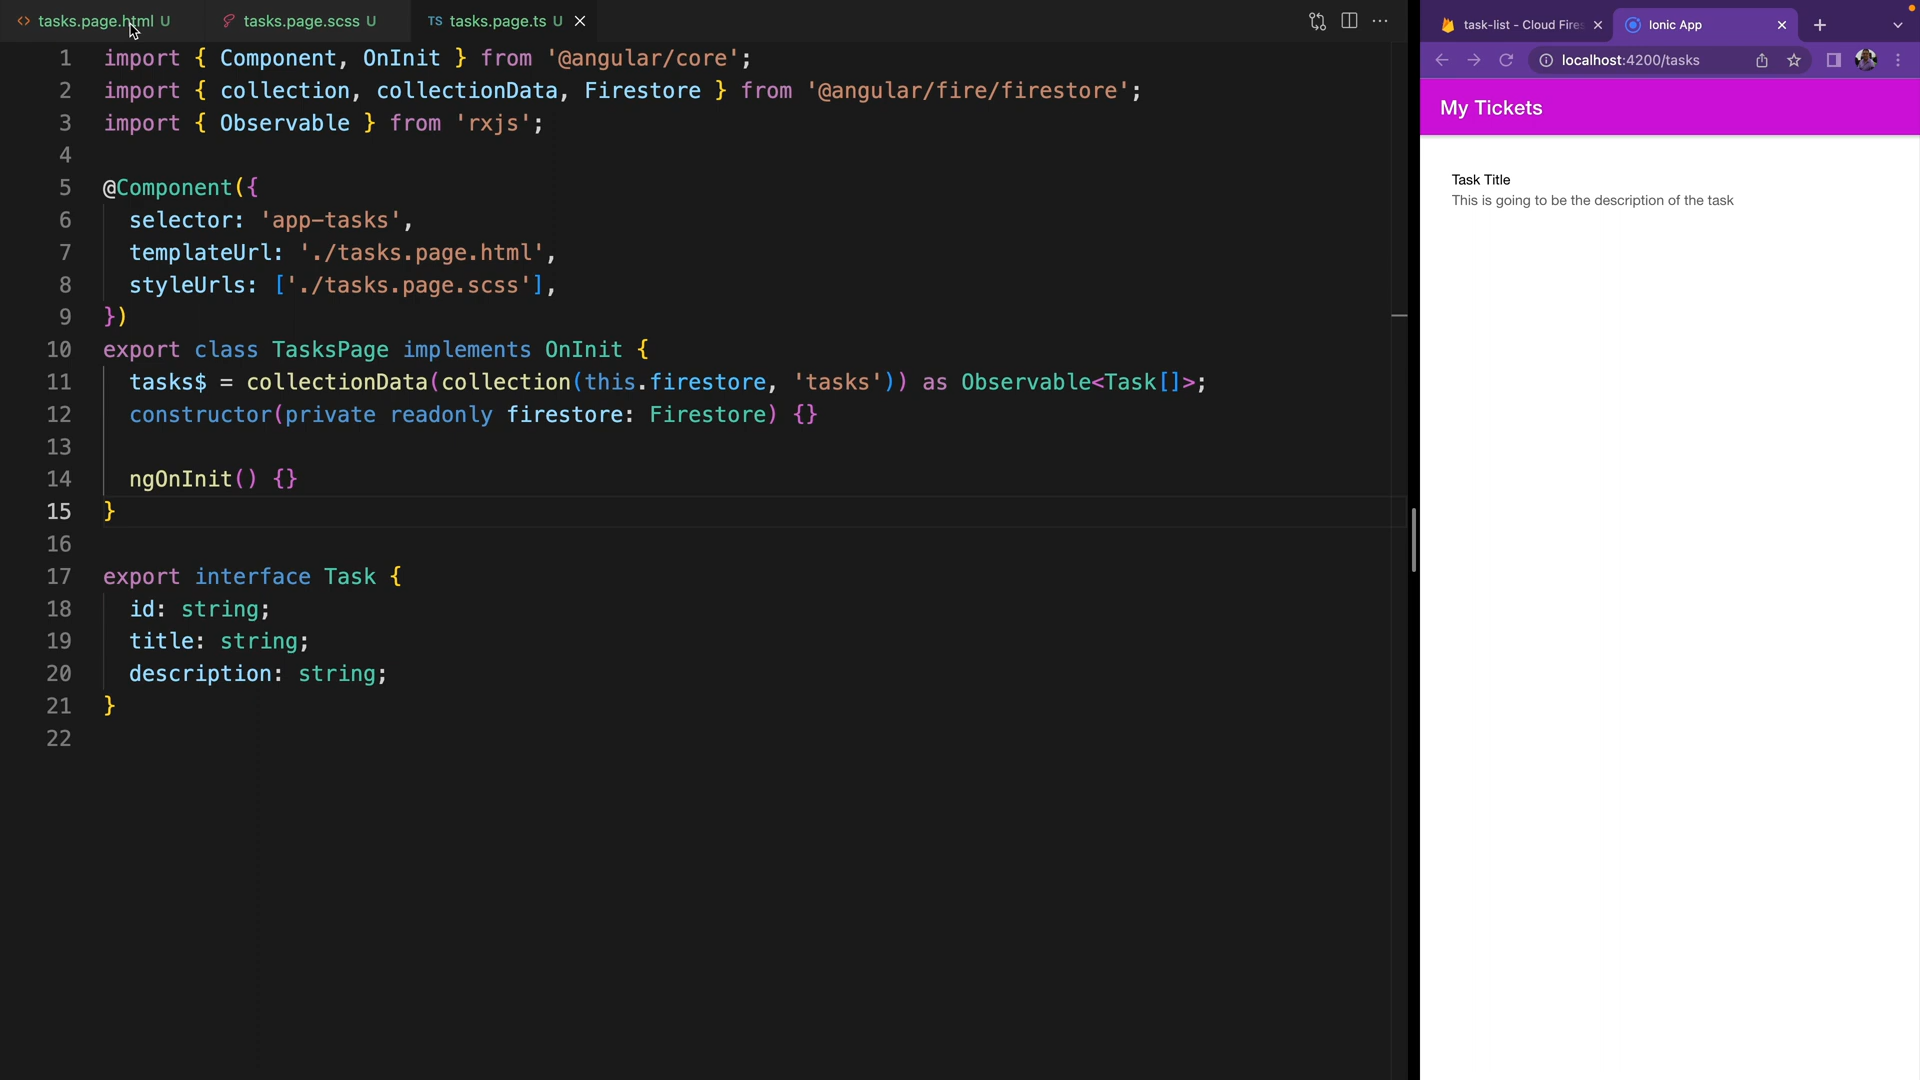 tasks.page.html U
tasks.page.scss U
TS tasks.page.ts U
1 import { Component, OnInit } from '@angular/core';
2 import { collection, collectionData, Firestore } from '@angular/fire/firestore';
3 import { Observable } from 'rxjs';
4
5 @Component({
6 selector: 'app-tasks',
7 templateUrl: './tasks.page.html',
8 styleUrls: ['./tasks.page.scss'],
9 })
10 export class TasksPage implements OnInit {
11 tasks$ = collectionData(collection(this.firestore, 'tasks')) as Observable<Task[]>;
12 constructor(private readonly firestore: Firestore) {}
13
14 ngOnInit() {}
15 }
16
17 export interface Task {
18 id: string;
19 title: string;
20 description: string;
21 }
22
task-list - Cloud Fires
Ionic App
localhost:4200/tasks
My Tickets
Task Title
This is going to be the description of the task